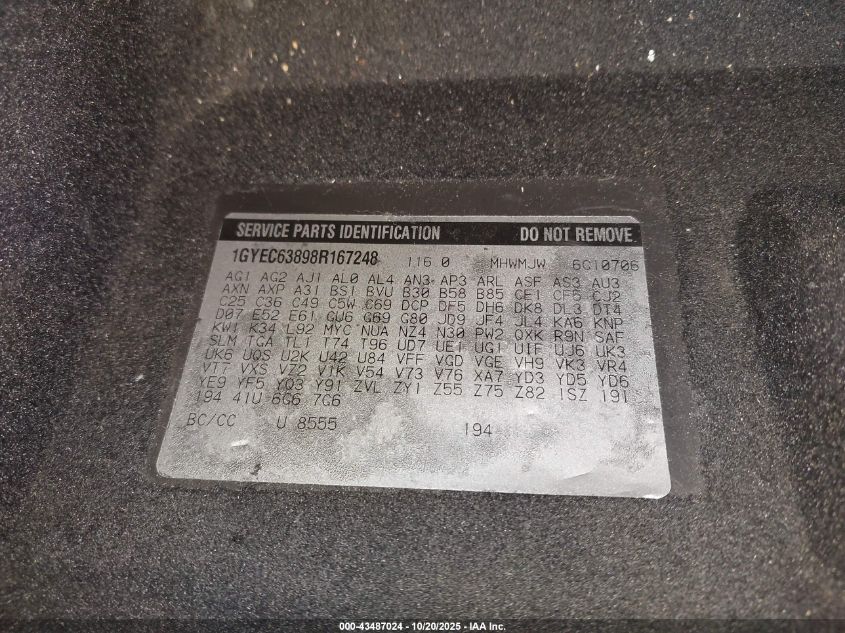 SERVICE PARTS IDENTIFICATION DO NOT REMOVE
1GYEC63898R167248 116.0 MHWMJW 6G10706
AG1 AG2 AJ1 AL0 AL4 AN3 AP3 ARL ASF AS3 AU3
AXN AXP A31 BS1 BVU B30 B58 B85 CE1 CF5 CJ2
C25 C36 C49 C5W C69 DCP DF5 DH6 DK8 DL3 DT4
D07 E52 E61 GU6 G69 G80 JD9 JF4 JL4 KA6 KNP
KW1 K34 L92 MYC NUA NZ4 N30 PW2 QXK R9N SAF
SLM TGA TL1 T74 T96 UD7 UE1 UG1 UIF UJ6 UK3
UK6 UQS U2K U42 U84 VFF VGD VGE VH9 VK3 VR4
VT7 VXS VZ2 V1K V54 V73 V76 XA7 YD3 YD5 YD6
YE9 YF5 Y03 Y91 ZVL ZY1 Z55 Z75 Z82 1SZ 191
194 41U 6G6 7G6
BC/CC U 8555 194
000-43487024 - 10/20/2025 - IAA Inc.